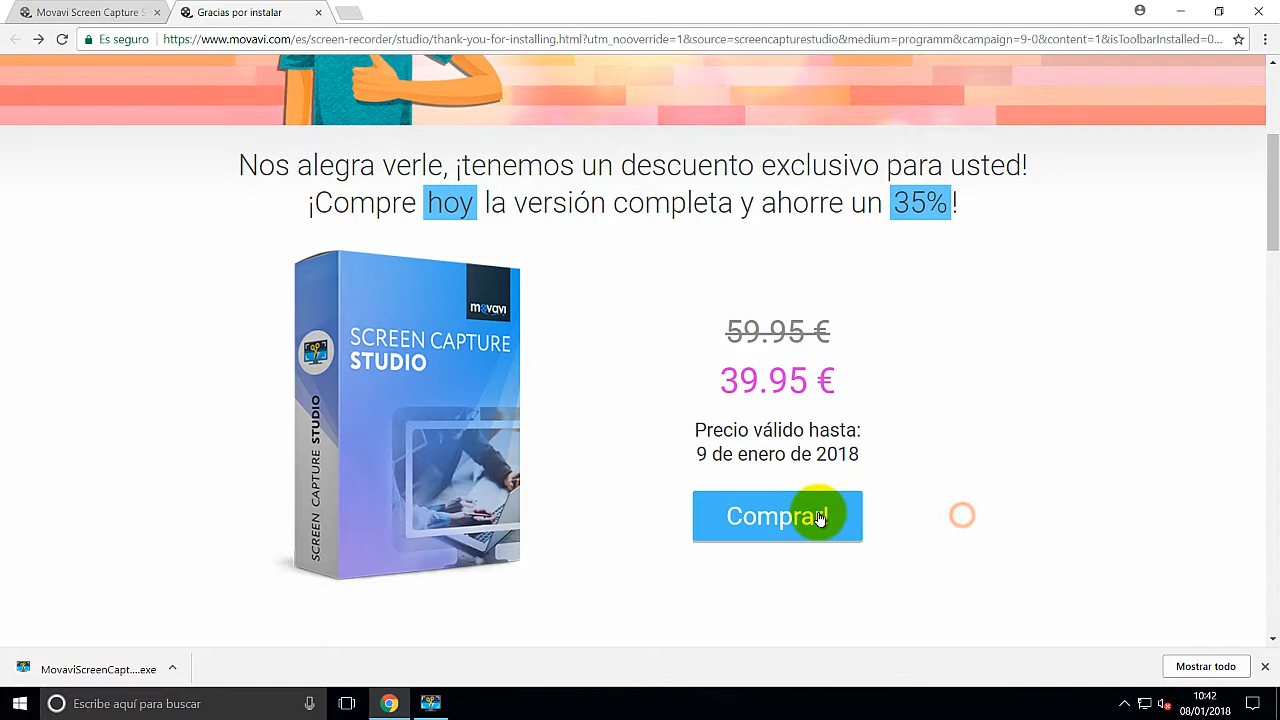 Movavi Screen Capture S
Gracias por instalar
Es seguro
https://www.movavi.com/es/screen-recorder/studio/thank-you-for-installing.html?utm_nooverride=1&source=screencapturestudio&medium=programm&campaign=9-0&content=1&isToolbarInstalled=0...
Nos alegra verle, ¡tenemos un descuento exclusivo para usted!
¡Compre hoy la versión completa y ahorre un 35%!
movavi
SCREEN CAPTURE
STUDIO
SCREEN CAPTURE STUDIO
59.95 €
39.95 €
Precio válido hasta:
9 de enero de 2018
Comprar!
MovaviScreenCapt....exe
Mostrar todo
Escribe aquí para buscar
10:42
08/01/2018